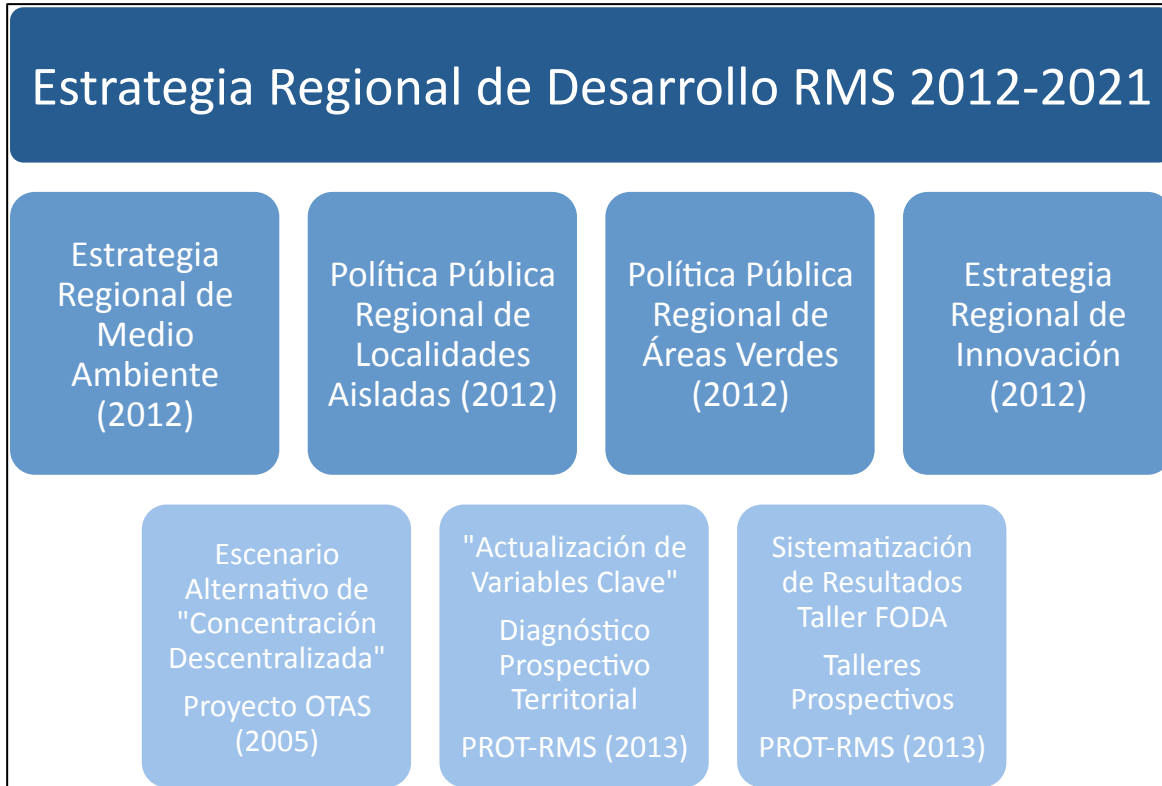 Estrategia Regional de Desarrollo RMS 2012-2021
Estrategia
Regional de
Medio
Ambiente
(2012)
Política Pública
Regional de
Localidades
Aisladas (2012)
Política Pública
Regional de
Áreas Verdes
(2012)
Estrategia
Regional de
Innovación
(2012)
Escenario
Alternativo de
"Concentración
Descentralizada"
Proyecto OTAS
(2005)
"Actualización de
Variables Clave"
Diagnóstico
Prospectivo
Territorial
PROT-RMS (2013)
Sistematización
de Resultados
Taller FODA
Talleres
Prospectivos
PROT-RMS (2013)